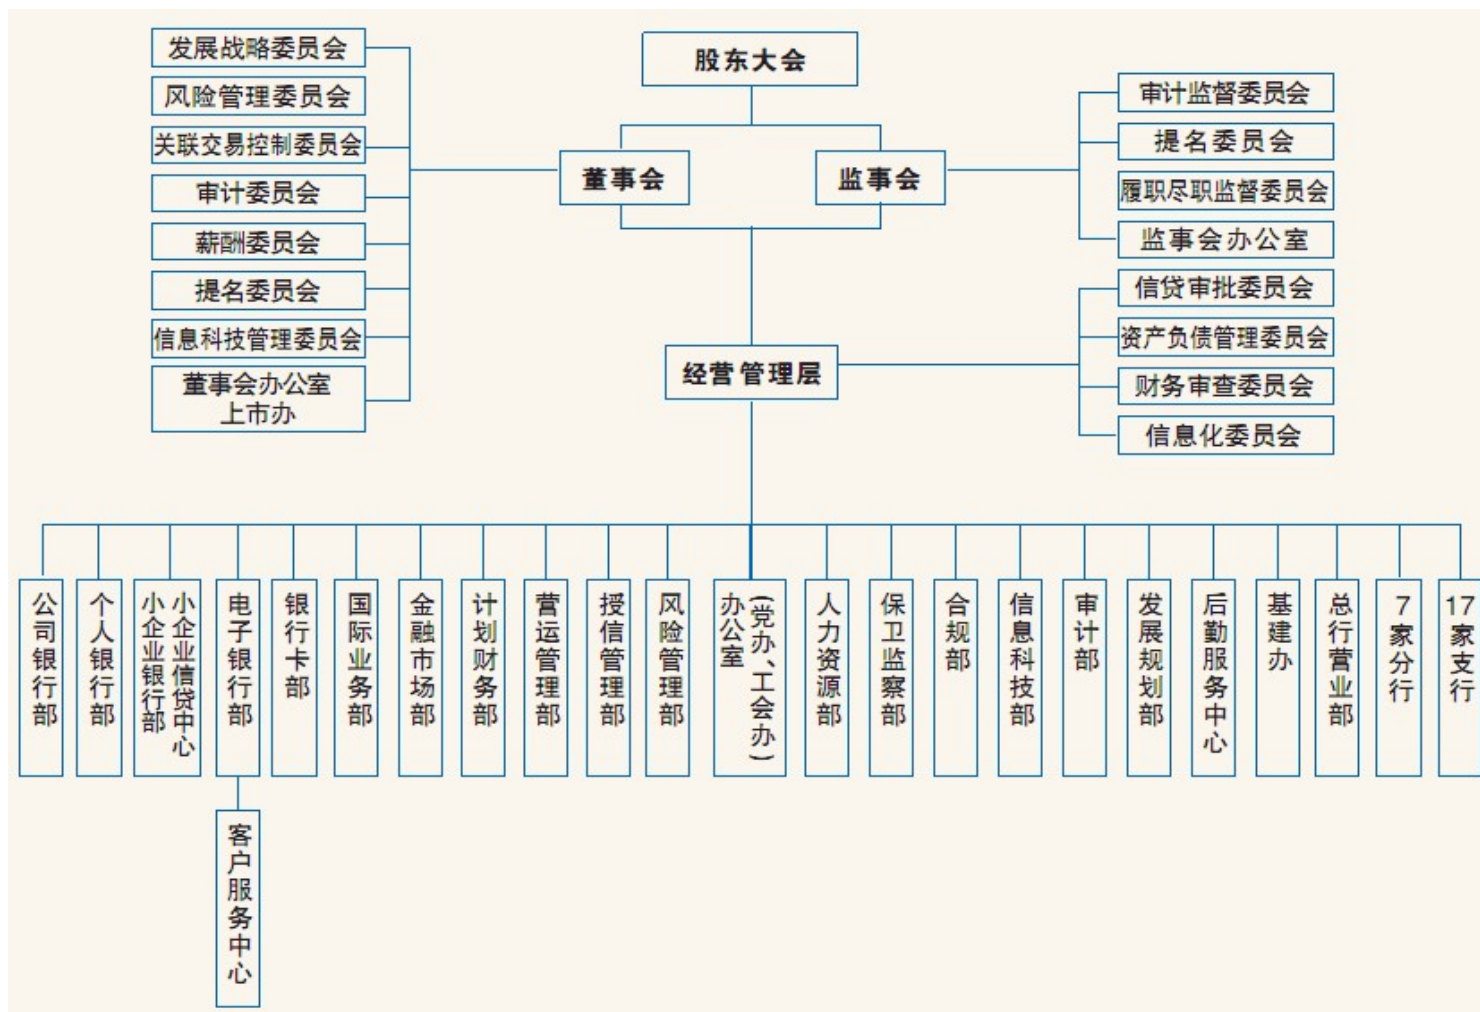 股东大会
董事会
监事会
发展战略委员会
风险管理委员会
关联交易控制委员会
审计委员会
薪酬委员会
提名委员会
信息科技管理委员会
董事会办公室
上市办
审计监督委员会
提名委员会
履职尽职监督委员会
监事会办公室
经营管理层
信贷审批委员会
资产负债管理委员会
财务审查委员会
信息化委员会
公司银行部
个人银行部
小企业信贷中心
小企业银行部
电子银行部
银行卡部
国际业务部
金融市场部
计划财务部
营运管理部
授信管理部
风险管理部
办公室
(党办、工会办)
人力资源部
保卫监察部
合规部
信息科技部
审计部
发展规划部
后勤服务中心
基建办
总行营业部
7家分行
17家支行
客户服务中心